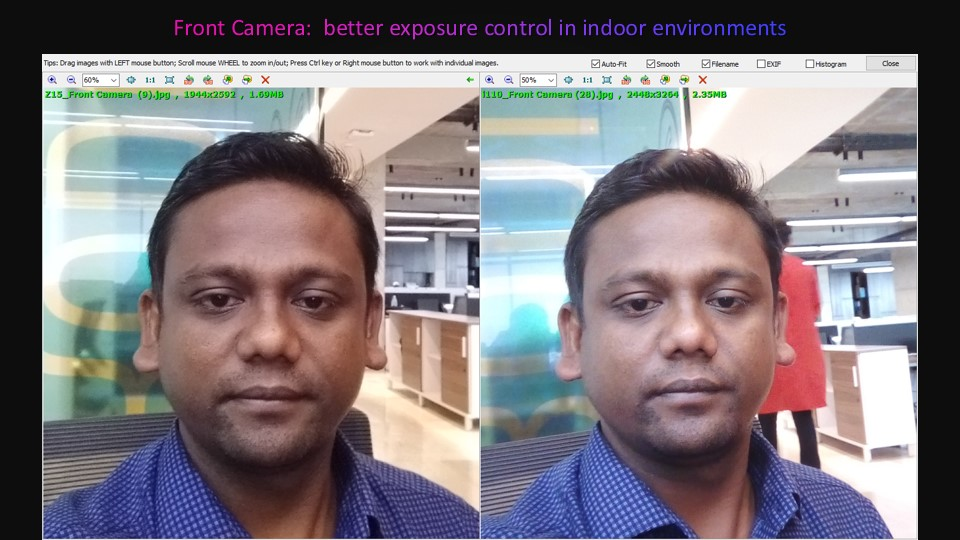 Front Camera:  better exposure control in indoor environments
Tips: Drag images with LEFT mouse button; Scroll mouse WHEEL to zoom in/out; Press Ctrl key or Right mouse button to work with individual images.
Auto-Fit
Smooth
Filename
EXIF
Histogram
Close
60%
1:1
50%
1:1
Z15_Front Camera (9).jpg , 1944x2592 , 1.69MB
I110_Front Camera (28).jpg , 2448x3264 , 2.35MB